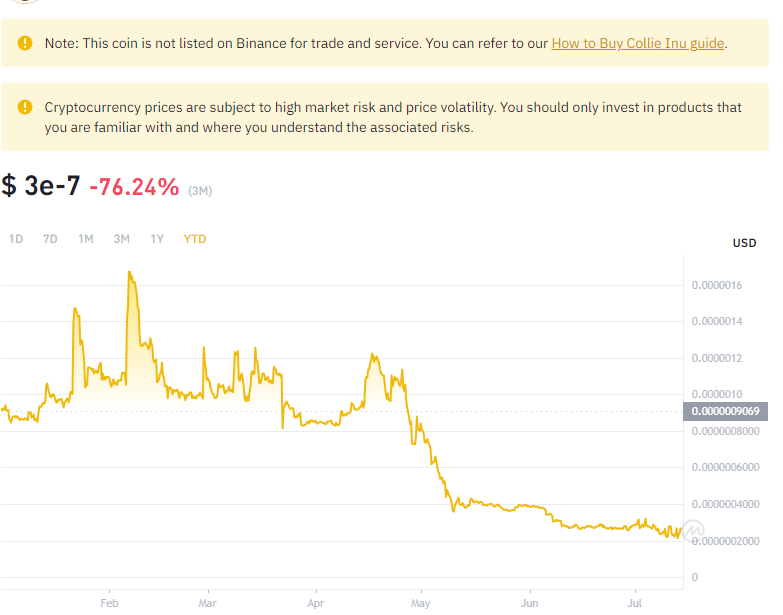 Note: This coin is not listed on Binance for trade and service. You can refer to our How to Buy Collie Inu guide.
Cryptocurrency prices are subject to high market risk and price volatility. You should only invest in products that
you are familiar with and where you understand the associated risks.
$ 3e-7 -76.24% (3M)
1D 7D 1M 3M 1Y YTD
USD
0.0000016
0.0000014
0.0000012
0.0000010
0.0000009069
0.0000008000
0.0000006000
0.0000004000
0.0000002000
0
Feb Mar Apr May Jun Jul